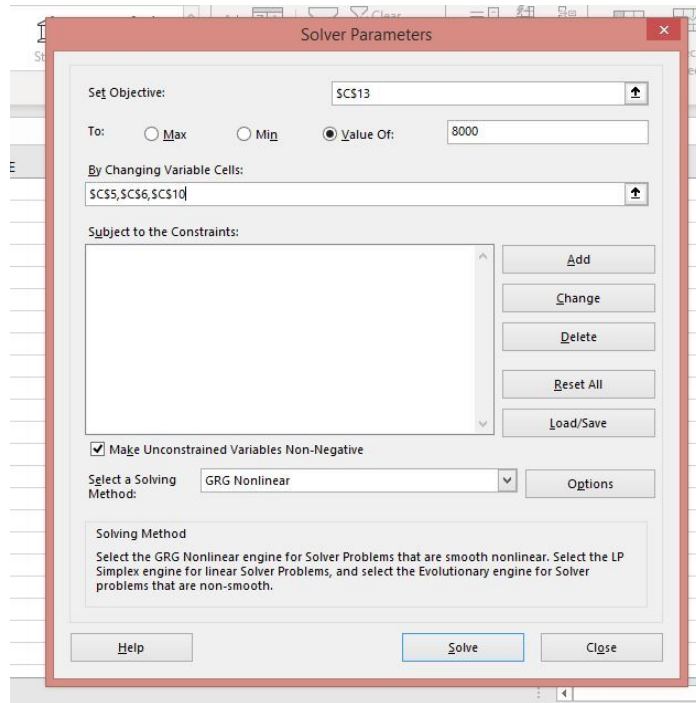 Clear
St
Solver Parameters
E
Set Objective:
$C$13
To:
Max
Min
Value Of:
8000
By Changing Variable Cells:
$C$5,$C$6,$C$10
Subject to the Constraints:
Add
Change
Delete
Reset All
Load/Save
Make Unconstrained Variables Non-Negative
Select a Solving
Method:
GRG Nonlinear
Options
Solving Method
Select the GRG Nonlinear engine for Solver Problems that are smooth nonlinear. Select the LP
Simplex engine for linear Solver Problems, and select the Evolutionary engine for Solver
problems that are non-smooth.
Help
Solve
Close